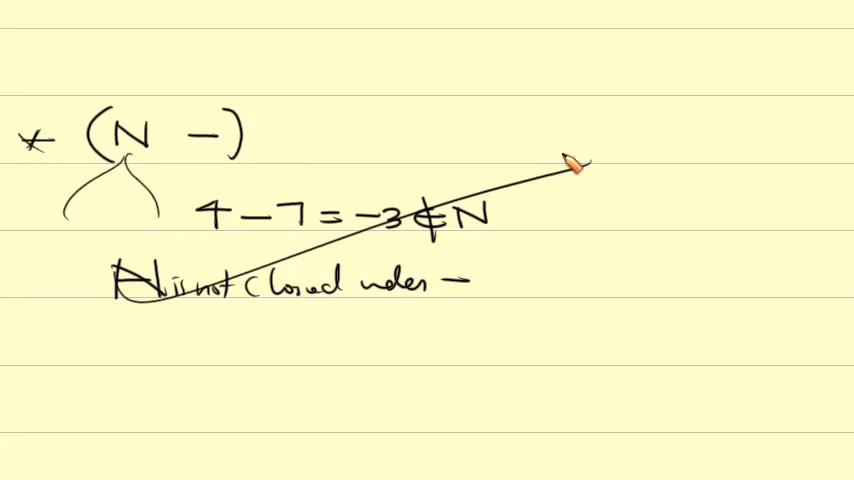 * (N -)
4 - 7 = -3 ∉ N
N is not closed under -